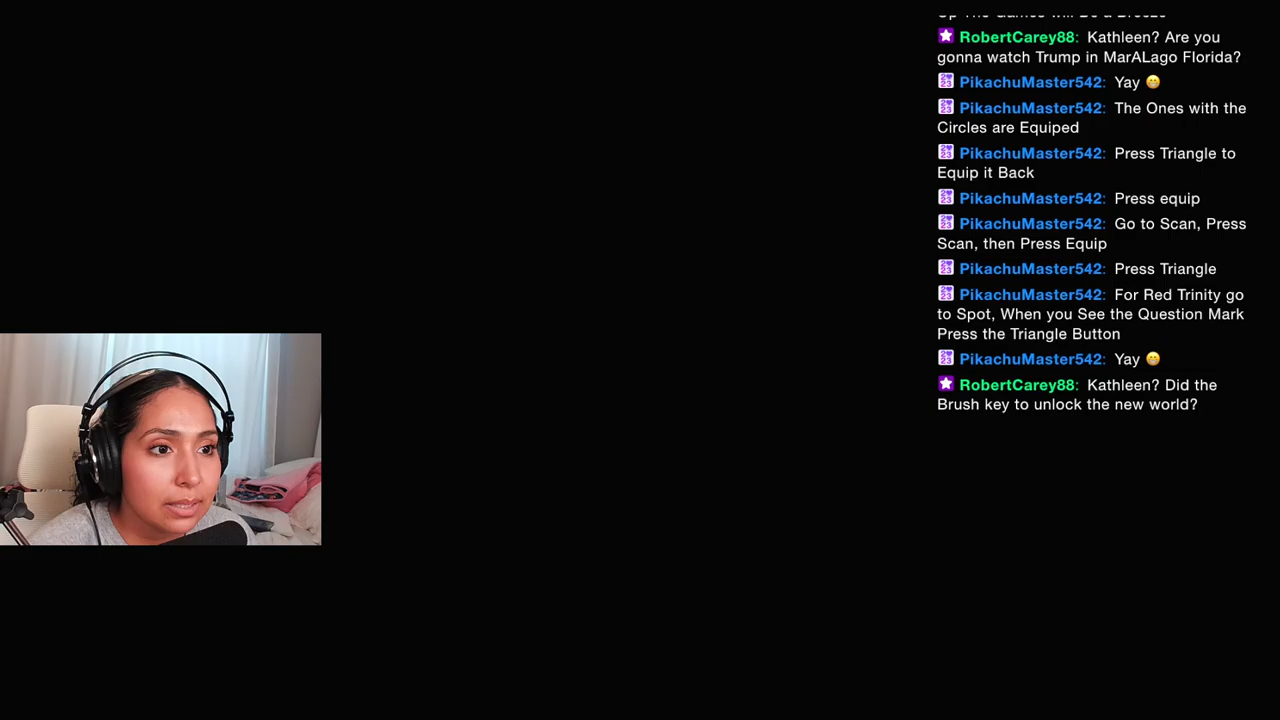 RobertCarey88: Kathleen? Are you
gonna watch Trump in MarALago Florida?
PikachuMaster542: Yay 😁
PikachuMaster542: The Ones with the
Circles are Equiped
PikachuMaster542: Press Triangle to
Equip it Back
PikachuMaster542: Press equip
PikachuMaster542: Go to Scan, Press
Scan, then Press Equip
PikachuMaster542: Press Triangle
PikachuMaster542: For Red Trinity go
to Spot, When you See the Question Mark
Press the Triangle Button
PikachuMaster542: Yay 😁
RobertCarey88: Kathleen? Did the
Brush key to unlock the new world?